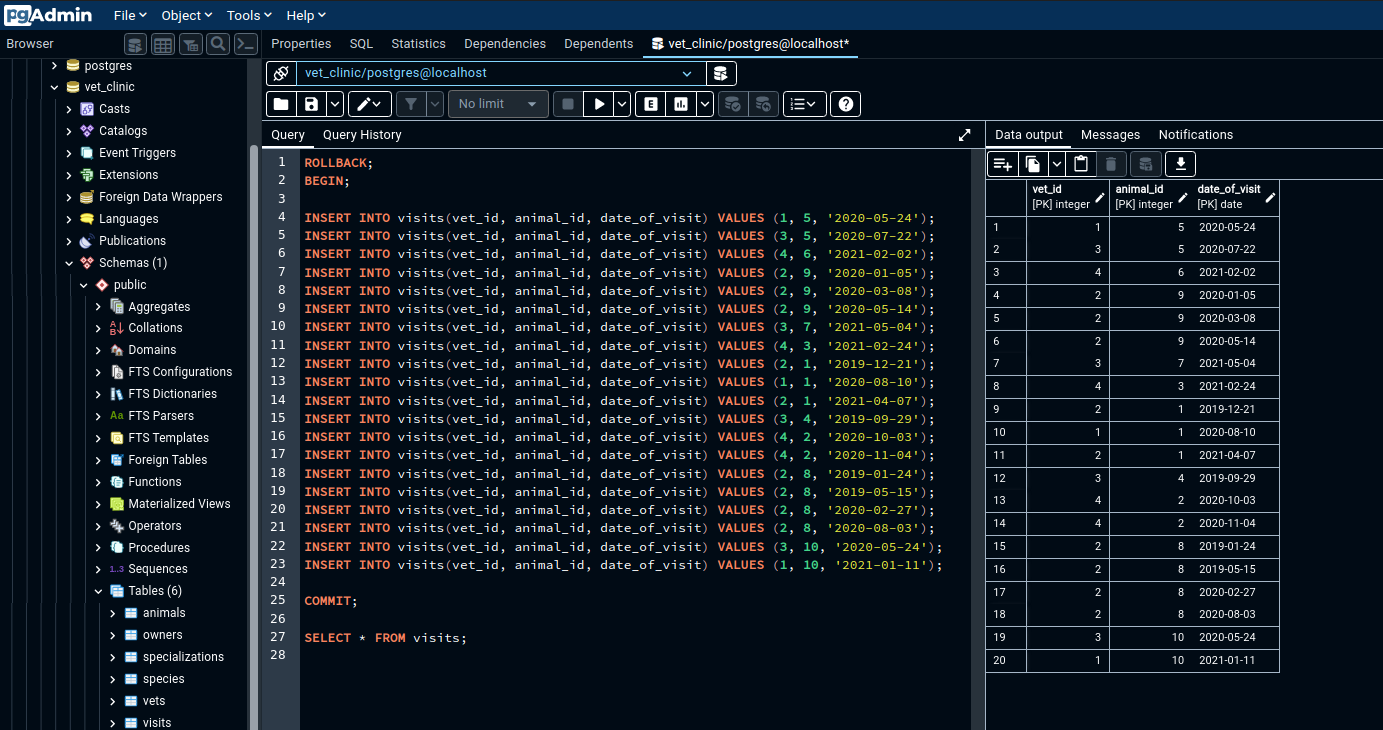 pgAdmin File Object Tools Help
Browser
Properties SQL Statistics Dependencies Dependents vet_clinic/postgres@localhost*
postgres
vet_clinic
Casts
Catalogs
Event Triggers
Extensions
Foreign Data Wrappers
Languages
Publications
Schemas (1)
public
Aggregates
Collations
Domains
FTS Configurations
FTS Dictionaries
Aa FTS Parsers
FTS Templates
Foreign Tables
Functions
Materialized Views
Operators
Procedures
1..3 Sequences
Tables (6)
animals
owners
specializations
species
vets
visits
vet_clinic/postgres@localhost
No limit
E
Query Query History
1 ROLLBACK;
2 BEGIN;
3
4 INSERT INTO visits(vet_id, animal_id, date_of_visit) VALUES (1, 5, '2020-05-24');
5 INSERT INTO visits(vet_id, animal_id, date_of_visit) VALUES (3, 5, '2020-07-22');
6 INSERT INTO visits(vet_id, animal_id, date_of_visit) VALUES (4, 6, '2021-02-02');
7 INSERT INTO visits(vet_id, animal_id, date_of_visit) VALUES (2, 9, '2020-01-05');
8 INSERT INTO visits(vet_id, animal_id, date_of_visit) VALUES (2, 9, '2020-03-08');
9 INSERT INTO visits(vet_id, animal_id, date_of_visit) VALUES (2, 9, '2020-05-14');
10 INSERT INTO visits(vet_id, animal_id, date_of_visit) VALUES (3, 7, '2021-05-04');
11 INSERT INTO visits(vet_id, animal_id, date_of_visit) VALUES (4, 3, '2021-02-24');
12 INSERT INTO visits(vet_id, animal_id, date_of_visit) VALUES (2, 1, '2019-12-21');
13 INSERT INTO visits(vet_id, animal_id, date_of_visit) VALUES (1, 1, '2020-08-10');
14 INSERT INTO visits(vet_id, animal_id, date_of_visit) VALUES (2, 1, '2021-04-07');
15 INSERT INTO visits(vet_id, animal_id, date_of_visit) VALUES (3, 4, '2019-09-29');
16 INSERT INTO visits(vet_id, animal_id, date_of_visit) VALUES (4, 2, '2020-10-03');
17 INSERT INTO visits(vet_id, animal_id, date_of_visit) VALUES (4, 2, '2020-11-04');
18 INSERT INTO visits(vet_id, animal_id, date_of_visit) VALUES (2, 8, '2019-01-24');
19 INSERT INTO visits(vet_id, animal_id, date_of_visit) VALUES (2, 8, '2019-05-15');
20 INSERT INTO visits(vet_id, animal_id, date_of_visit) VALUES (2, 8, '2020-02-27');
21 INSERT INTO visits(vet_id, animal_id, date_of_visit) VALUES (2, 8, '2020-08-03');
22 INSERT INTO visits(vet_id, animal_id, date_of_visit) VALUES (3, 10, '2020-05-24');
23 INSERT INTO visits(vet_id, animal_id, date_of_visit) VALUES (1, 10, '2021-01-11');
24
25 COMMIT;
26
27 SELECT * FROM visits;
28
Data output Messages Notifications
vet_id animal_id date_of_visit
[PK] integer [PK] integer [PK] date
1 1 5 2020-05-24
2 3 5 2020-07-22
3 4 6 2021-02-02
4 2 9 2020-01-05
5 2 9 2020-03-08
6 2 9 2020-05-14
7 3 7 2021-05-04
8 4 3 2021-02-24
9 2 1 2019-12-21
10 1 1 2020-08-10
11 2 1 2021-04-07
12 3 4 2019-09-29
13 4 2 2020-10-03
14 4 2 2020-11-04
15 2 8 2019-01-24
16 2 8 2019-05-15
17 2 8 2020-02-27
18 2 8 2020-08-03
19 3 10 2020-05-24
20 1 10 2021-01-11